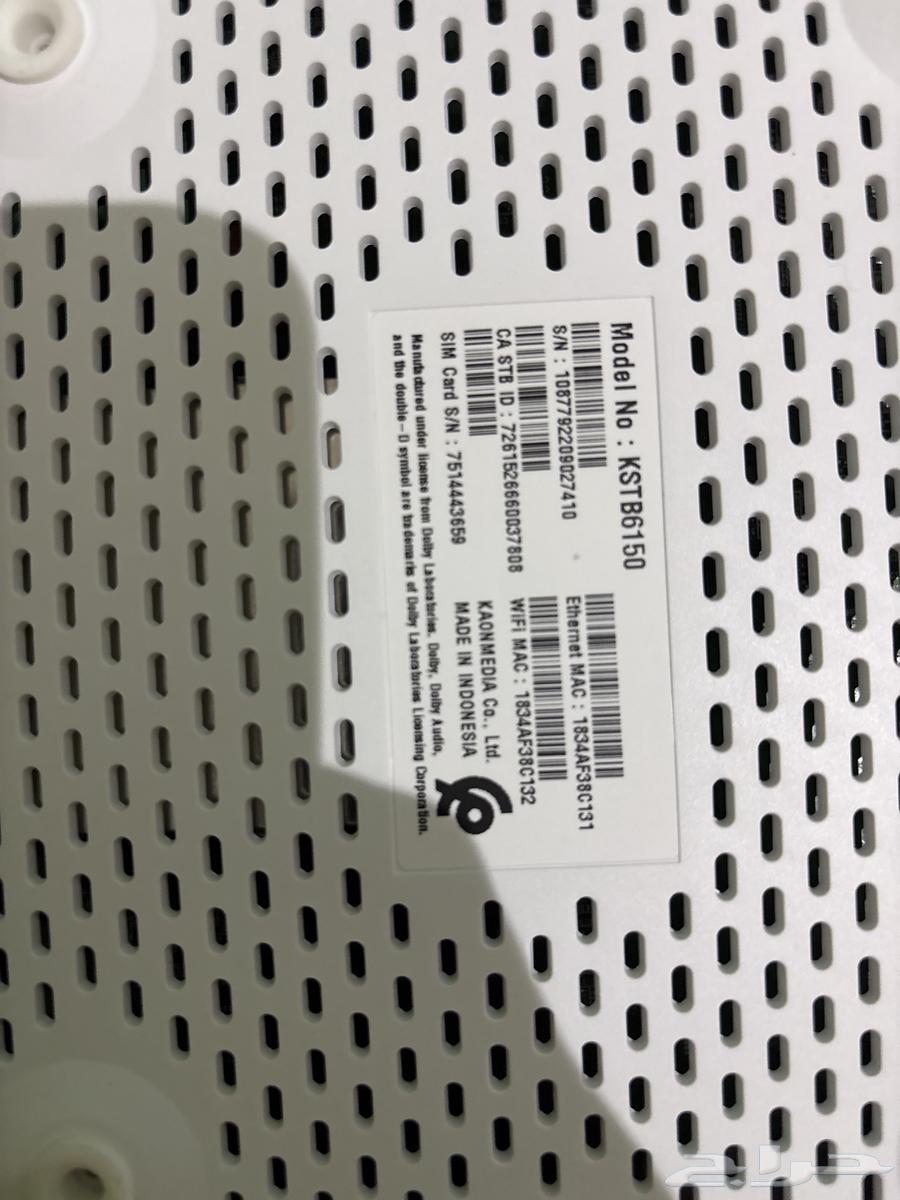 Model No : KSTB6150
S/N : 108779220902​7410
Ethernet MAC : 1834AF38C131
CA STB ID : 7261526660037808
WiFi MAC : 1834AF38C132
SIM Card S/N : 7514443659
KAONMEDIA Co., Ltd.
MADE IN INDONESIA
Manufactured under license from Dolby Laboratories. Dolby, Dolby Audio,
and the double-D symbol are trademarks of Dolby Laboratories Licensing Corporation.
حراج